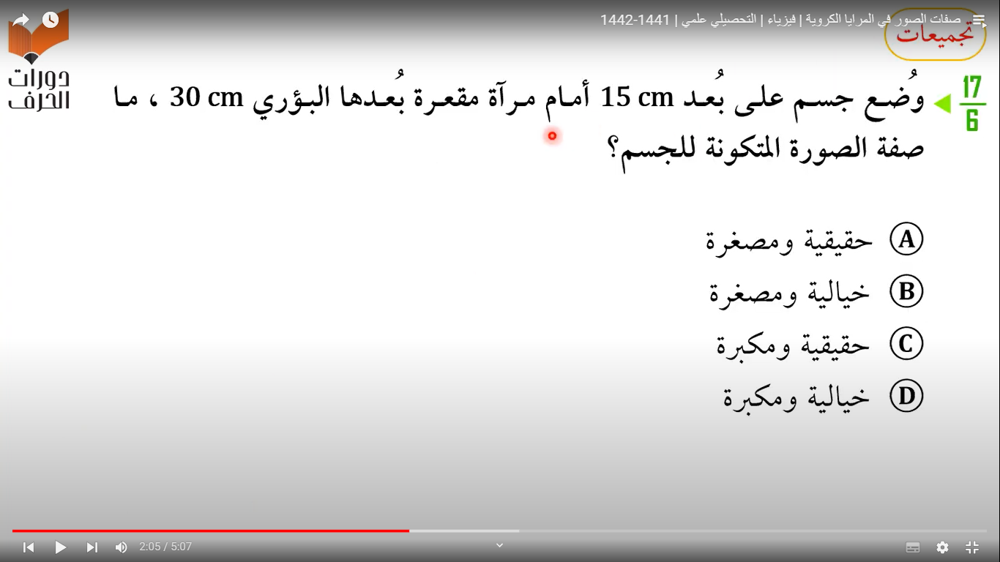 صفات الصور في المرايا الكروية | فيزياء | التحصيلي علمي | 1441-1442
تجميعات
دورات
الحرف
17
6
وُضع جسم على بُعد 15 cm أمام مرآة مقعرة بُعدها البؤري 30 cm ، ما
صفة الصورة المتكونة للجسم؟
A حقيقية ومصغرة
B خيالية ومصغرة
C حقيقية ومكبرة
D خيالية ومكبرة
2:05 / 5:07